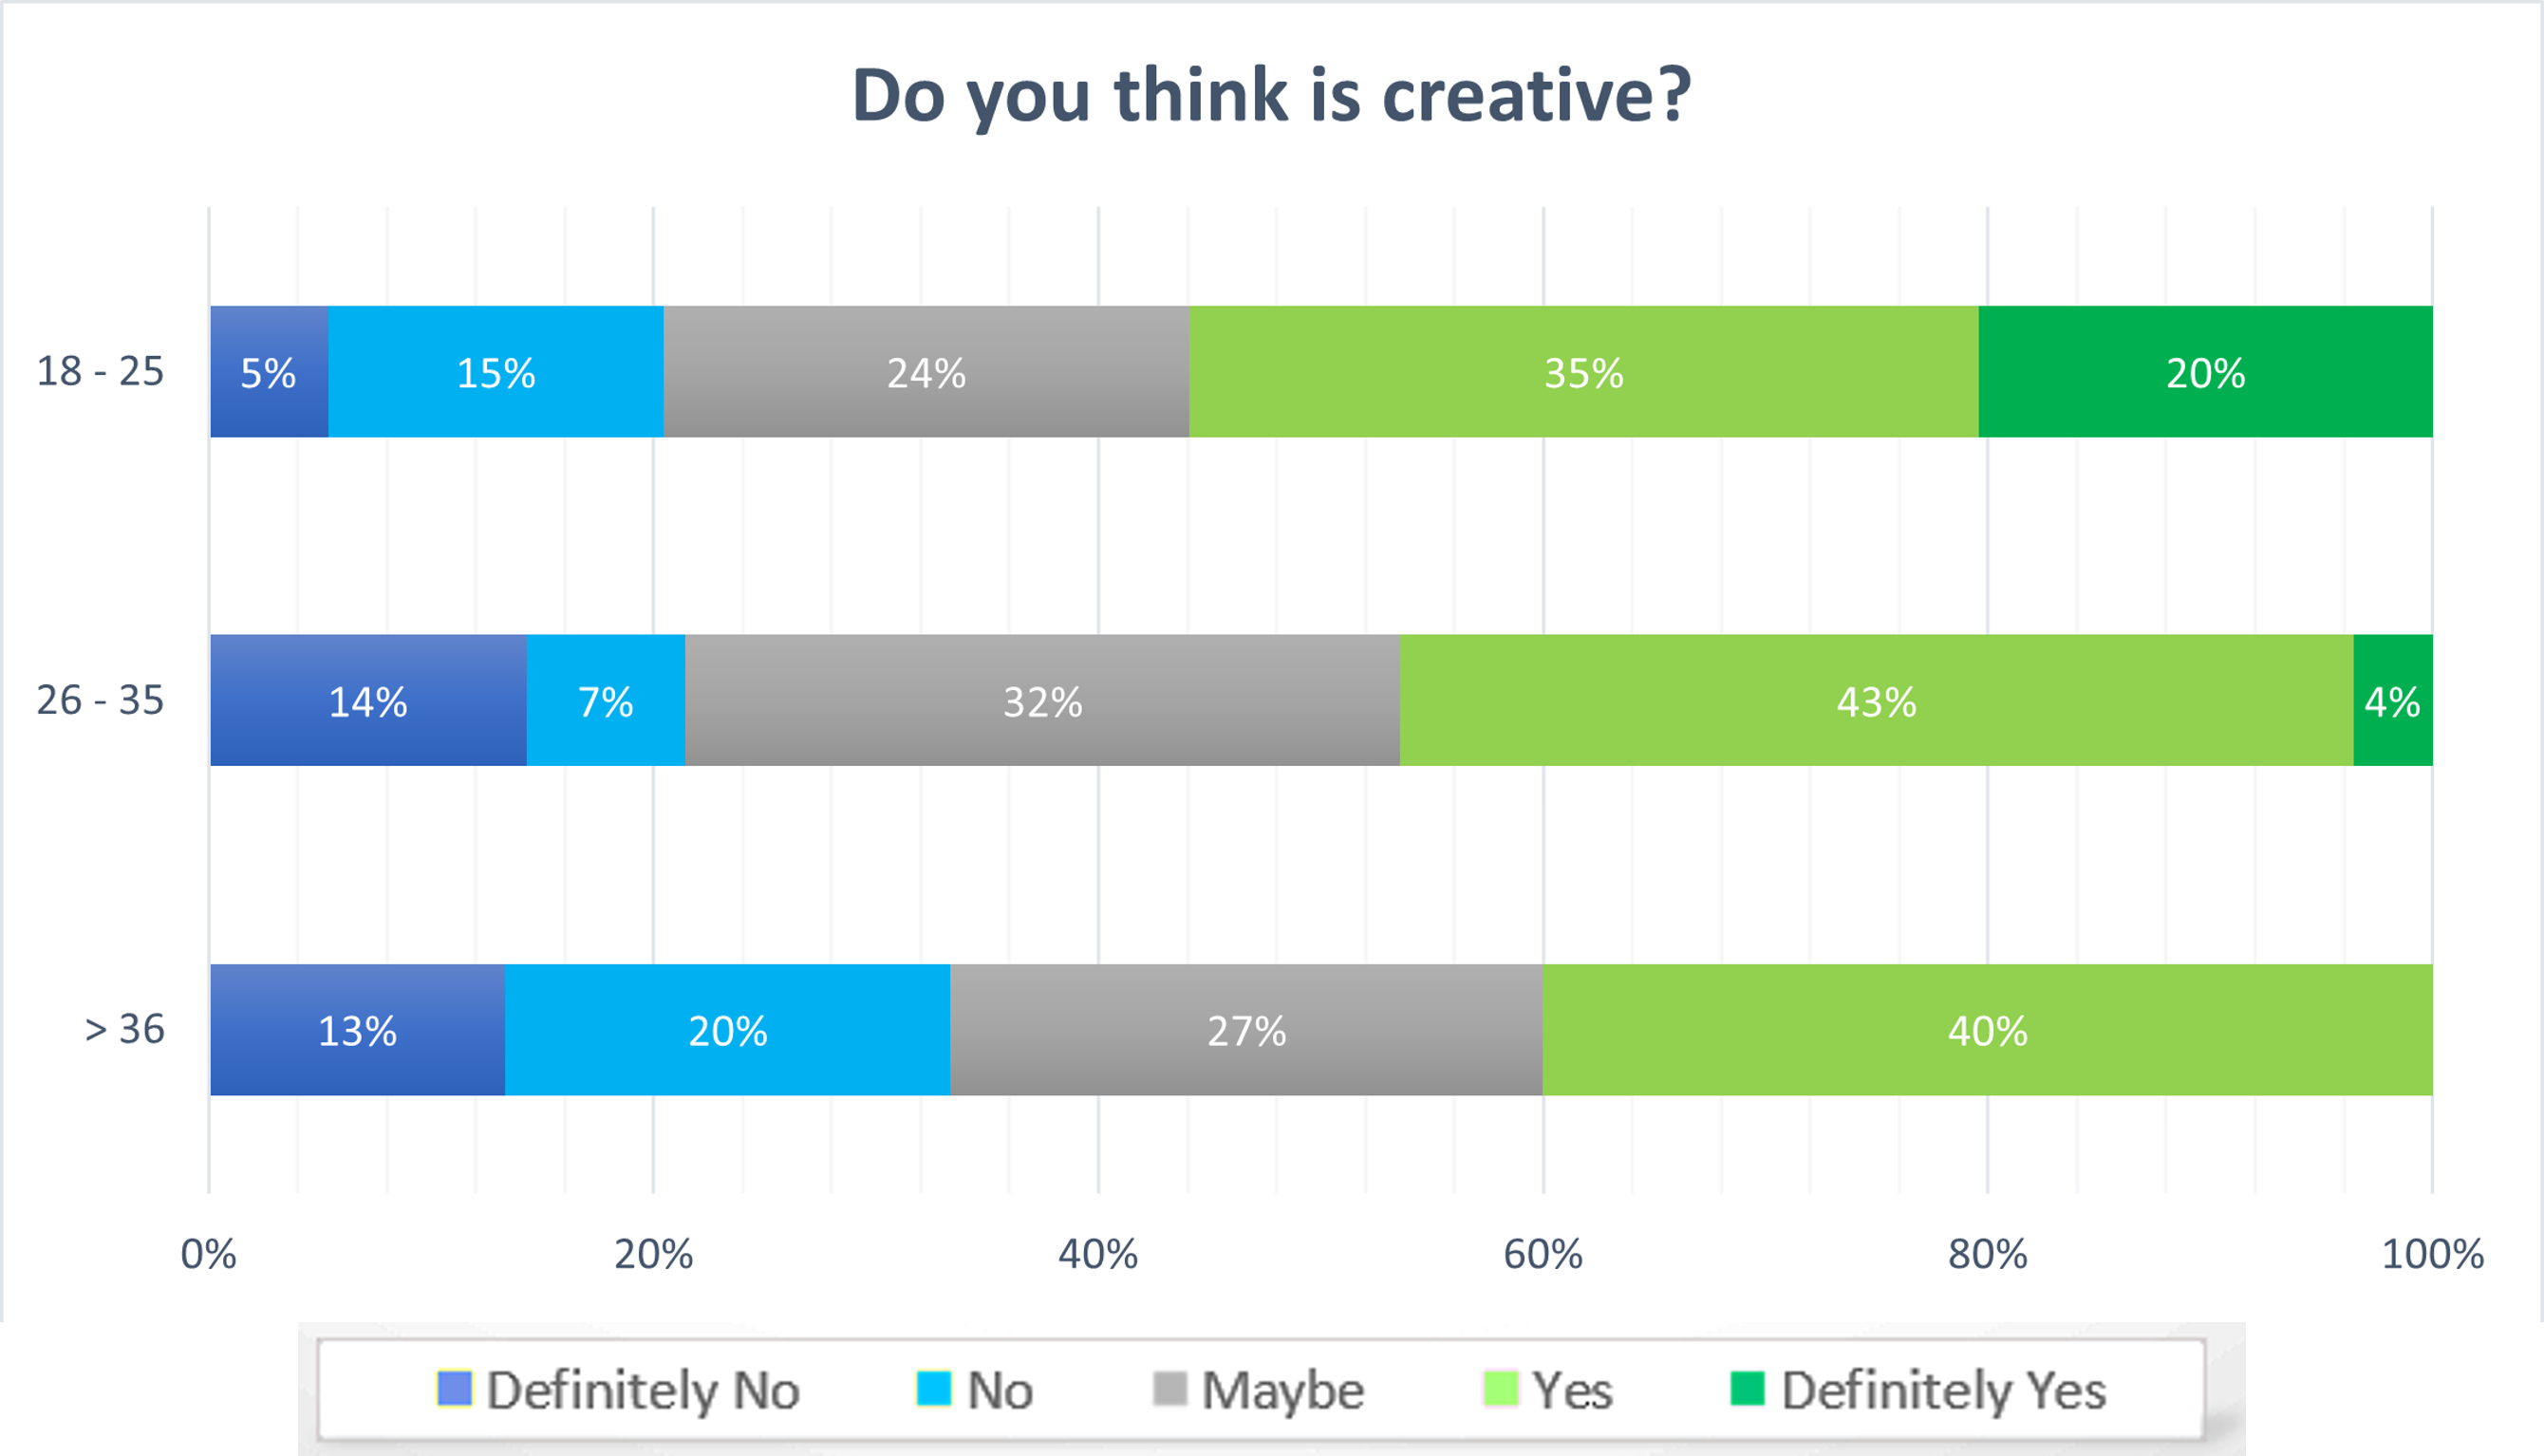 Do you think is creative?
18 - 25 5% 15% 24% 35% 20%
26 - 35 14% 7% 32% 43% 4%
> 36 13% 20% 27% 40%
0% 20% 40% 60% 80% 100%
Definitely No No Maybe Yes Definitely Yes